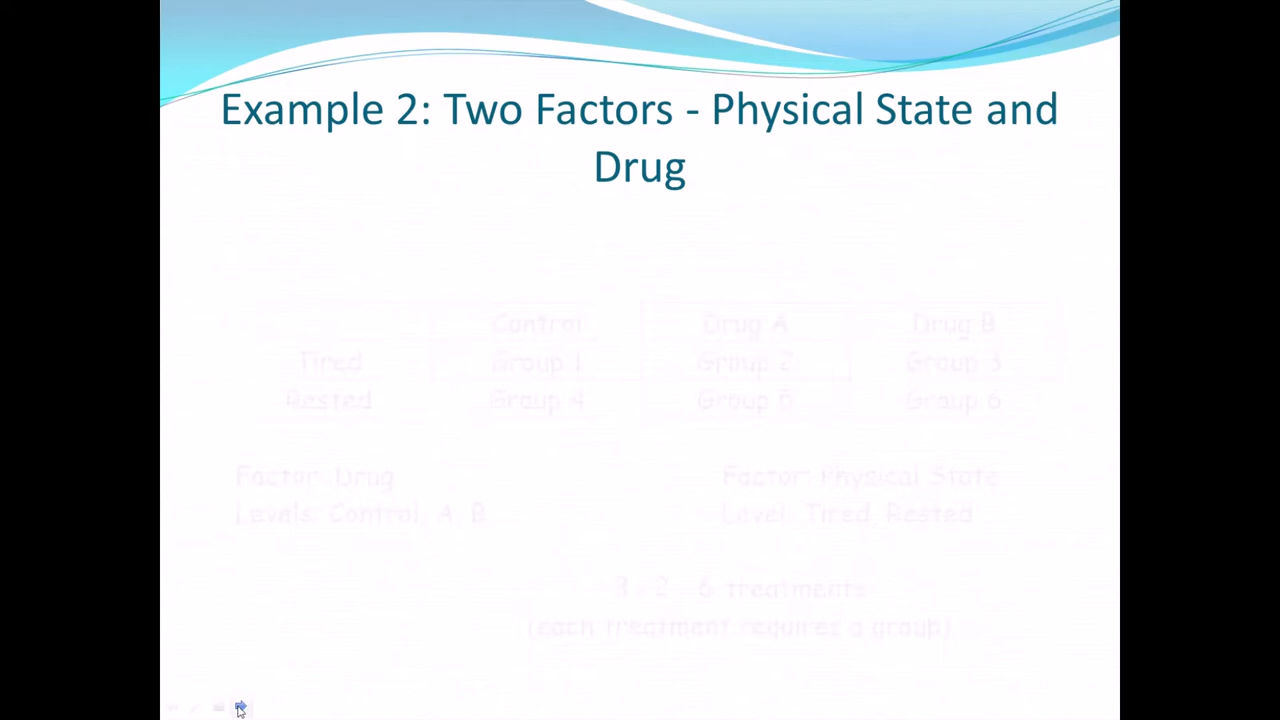 Example 2: Two Factors - Physical State and
Drug
Control Drug A Drug B
Tired Group 1 Group 2 Group 3
Rested Group 4 Group 5 Group 6
Factor: Drug Factor: Physical State
Levels: Control, A, B Level: Tired, Rested
3 x 2 = 6 treatments
(each treatment requires a group)